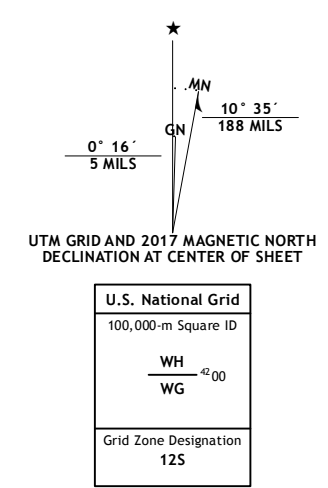 MN
GN
10° 35´
188 MILS
0° 16´
5 MILS
UTM GRID AND 2017 MAGNETIC NORTH
DECLINATION AT CENTER OF SHEET
U.S. National Grid
100,000-m Square ID
WH
4200
WG
Grid Zone Designation
12S